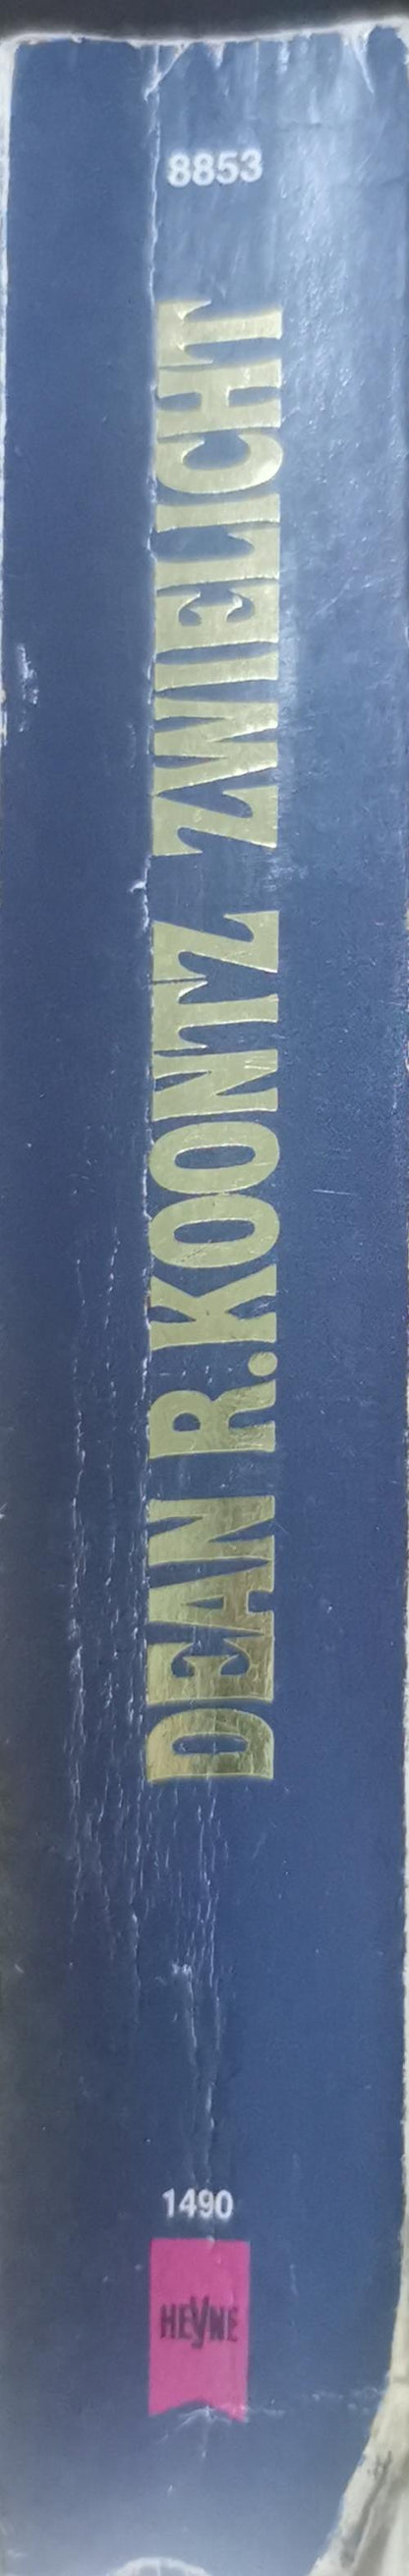 8853
DEAN R. KOONTZ ZWIELICHT
1490
HEYNE